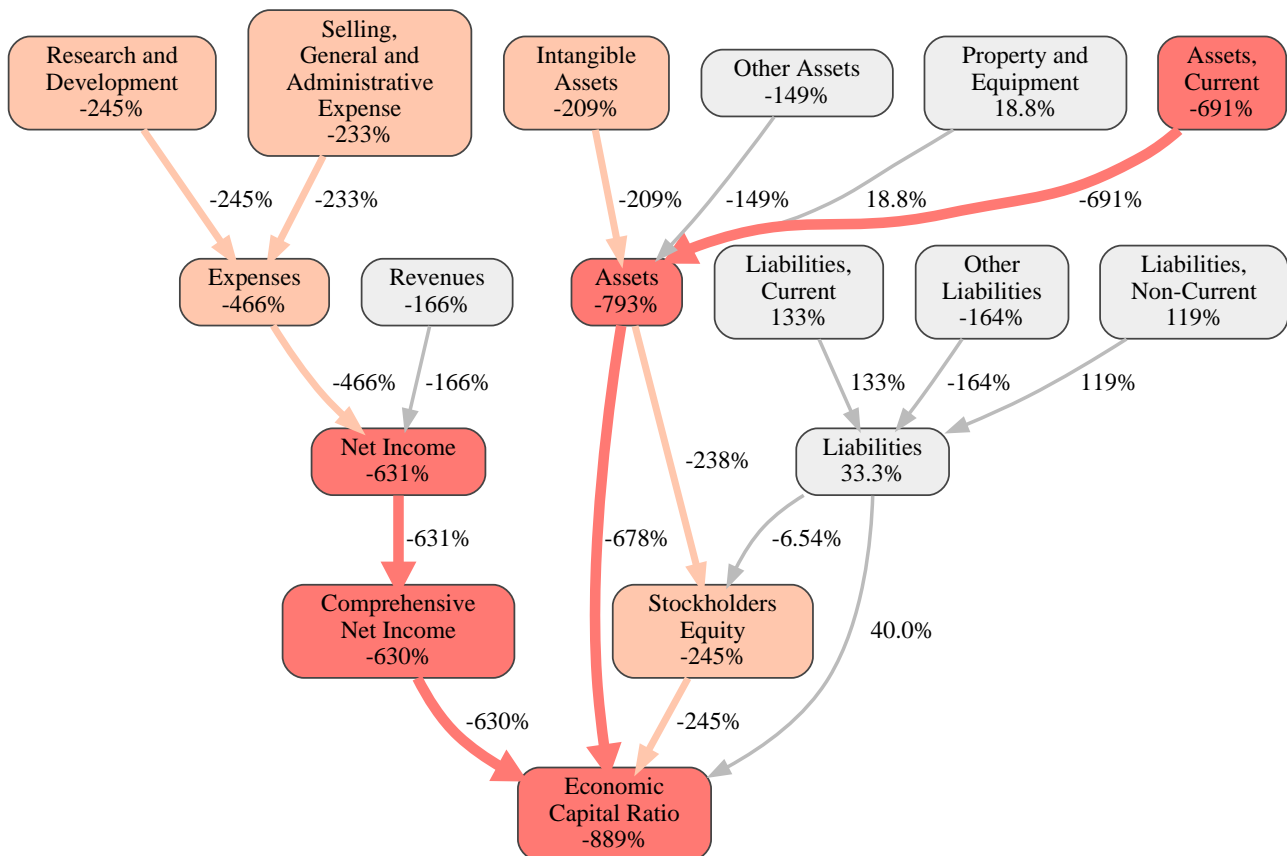 Research and
Development
-245%
Selling,
General and
Administrative
Expense
-233%
Intangible
Assets
-209%
Other Assets
-149%
Property and
Equipment
18.8%
Assets,
Current
-691%
-245%
-233%
-209%
-149%
18.8%
-691%
Expenses
-466%
Revenues
-166%
Assets
-793%
Liabilities,
Current
133%
Other
Liabilities
-164%
Liabilities,
Non-Current
119%
-466%
-166%
133%
-164%
119%
Net Income
-631%
-238%
Liabilities
33.3%
-631%
-678%
-6.54%
Comprehensive
Net Income
-630%
Stockholders
Equity
-245%
40.0%
-630%
-245%
Economic
Capital Ratio
-889%